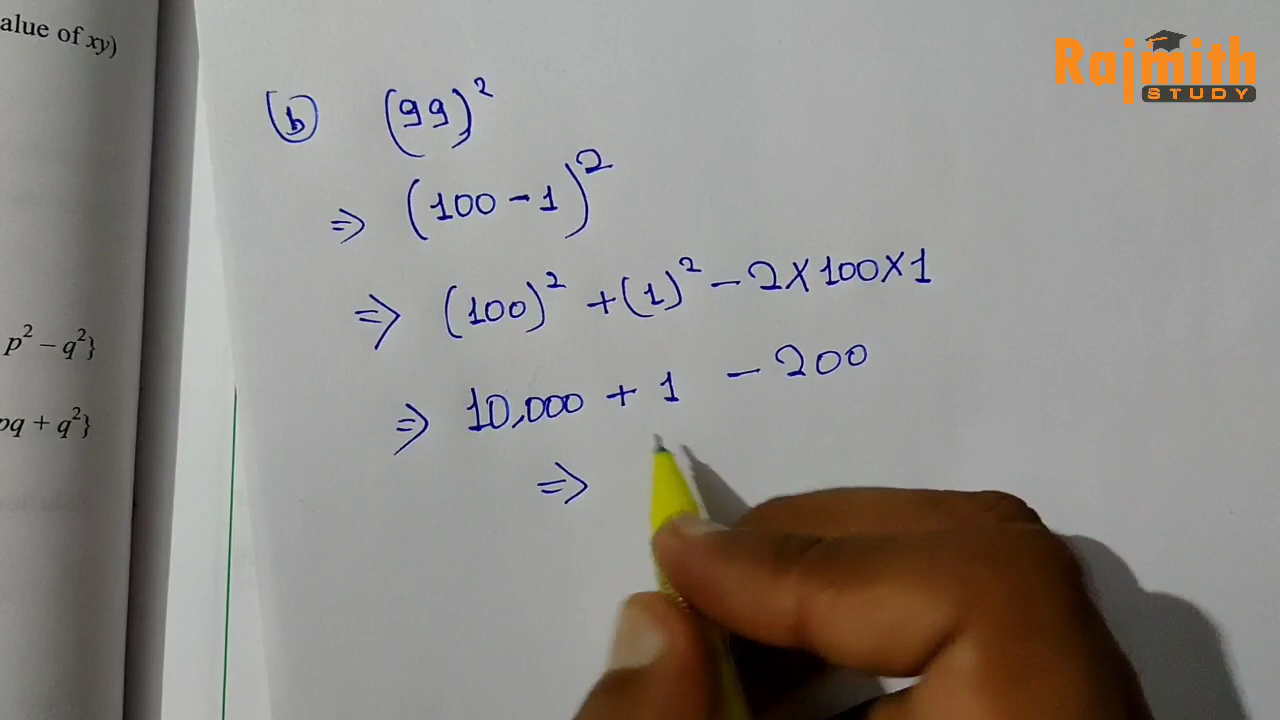 alue of xy)
p² − q²}
pq + q²}
Rajmith
STUDY
(b) (99)²
⇒ (100 − 1)²
⇒ (100)² + (1)² − 2 × 100 × 1
⇒ 10,000 + 1 − 200
⇒